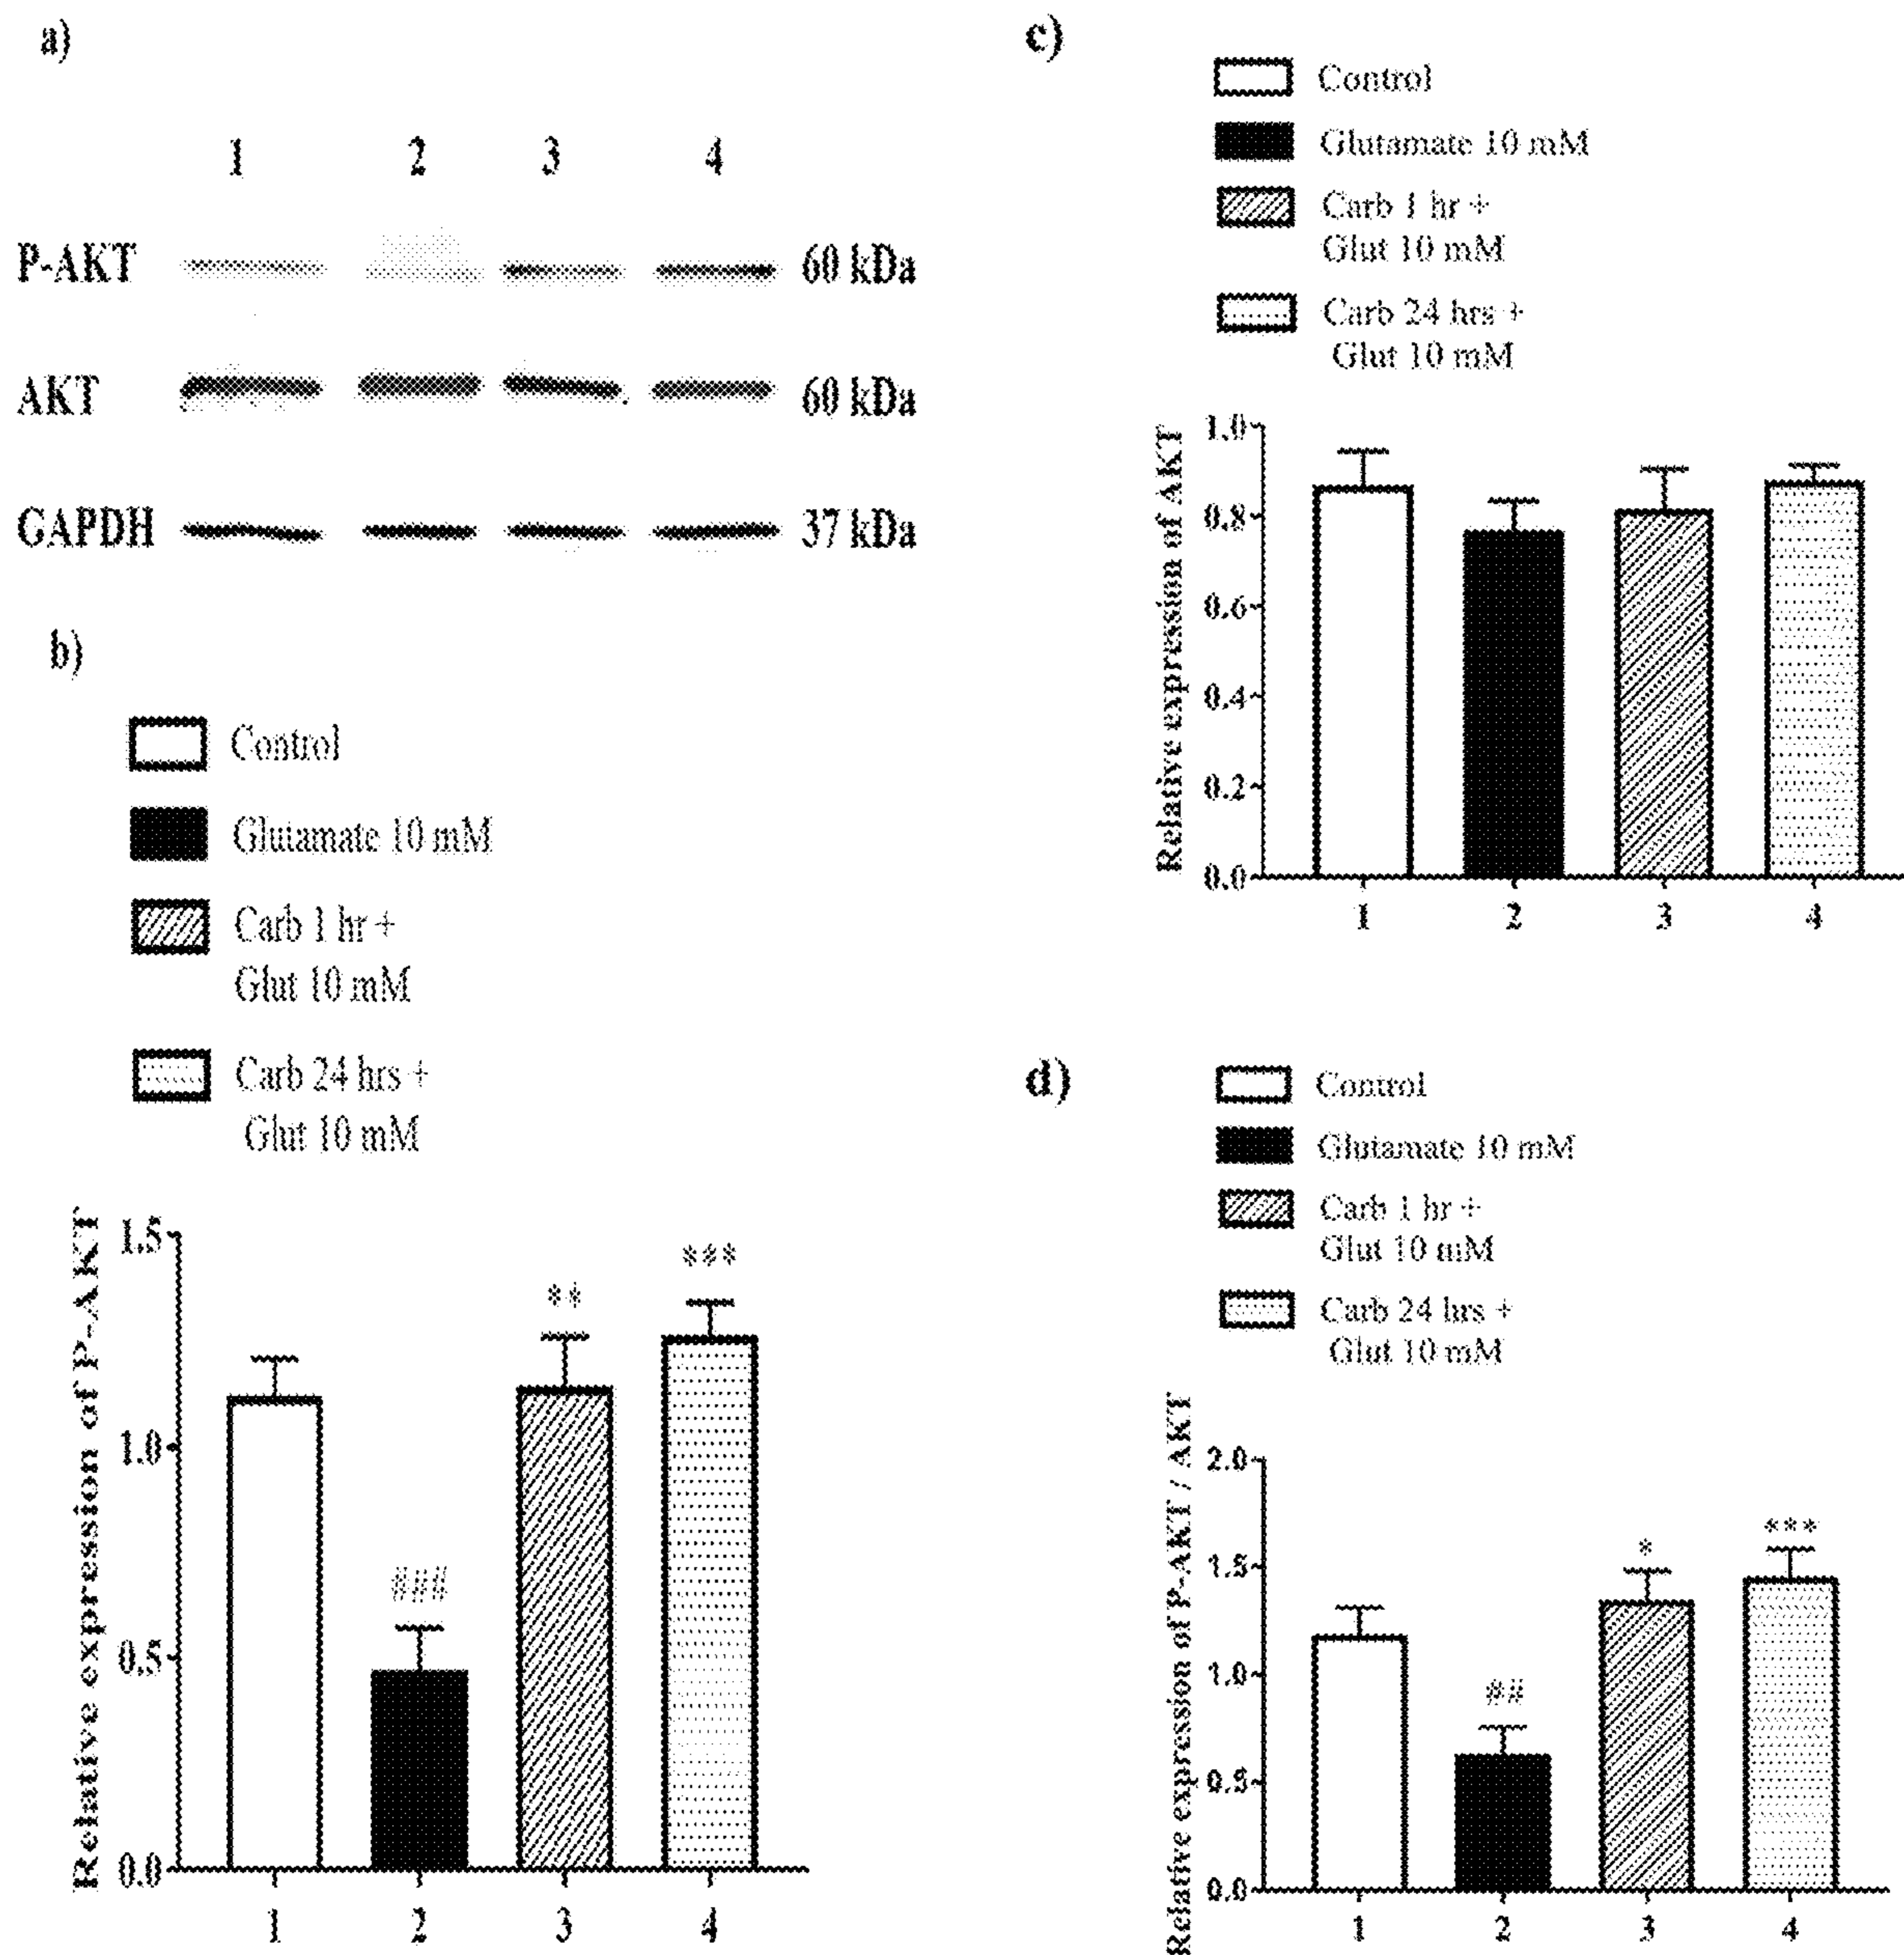 a)
1 2 3 4
P-AKT 60 kDa
AKT 60 kDa
GAPDH 37 kDa
b)
Control
Glutamate 10 mM
Carb 1 hr +
Glut 10 mM
Carb 24 hrs +
Glut 10 mM
Relative expression of P-AKT
1.5
1.0
0.5
0.0
###
**
***
1 2 3 4
c)
Control
Glutamate 10 mM
Carb 1 hr +
Glut 10 mM
Carb 24 hrs +
Glut 10 mM
Relative expression of AKT
1.0
0.8
0.6
0.4
0.2
0.0
1 2 3 4
d)
Control
Glutamate 10 mM
Carb 1 hr +
Glut 10 mM
Carb 24 hrs +
Glut 10 mM
Relative expression of P-AKT / AKT
2.0
1.5
1.0
0.5
0.0
##
*
***
1 2 3 4